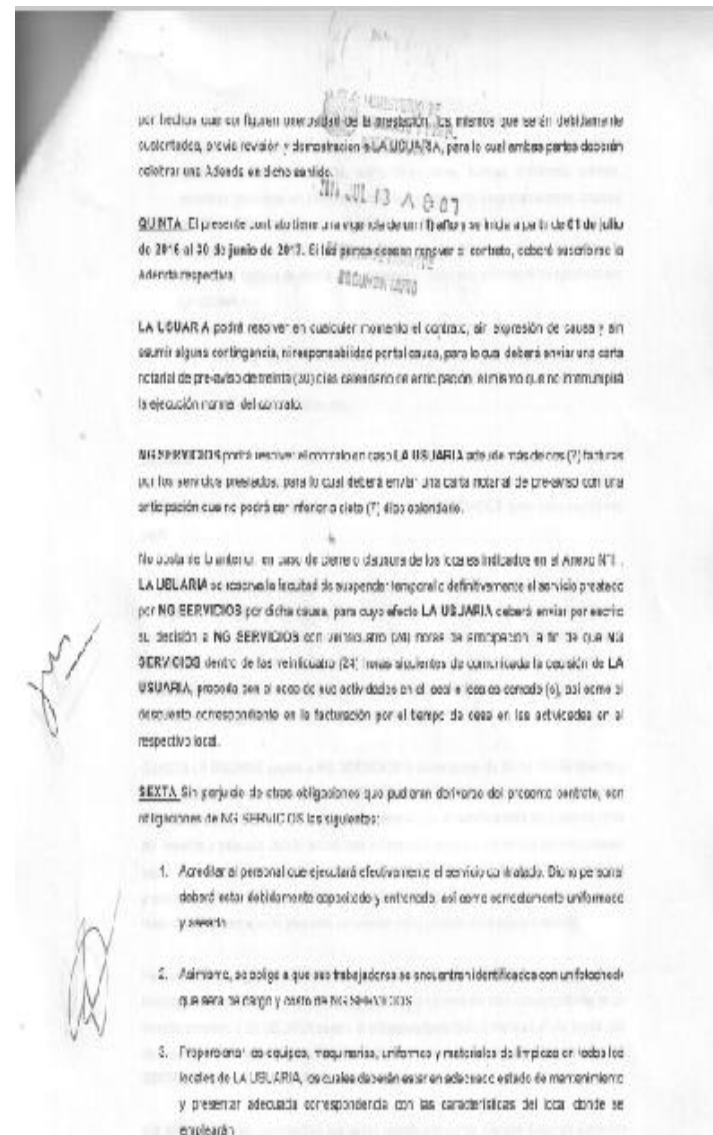 MINISTERIO DE
por hechos que configuren onerosidad de la prestación, los mismos que serán debidamente
sustentados, previa revisión y demostración a LA USUARIA, para lo cual ambas partes deberán
celebrar una Adenda en dicho sentido.
JUL 13 A 8:07
QUINTA: El presente contrato tiene una vigencia de un (1) año y se inicia a partir de 01 de julio
de 2016 al 30 de junio de 2017. Si las partes desean renovar el contrato, deberá suscribirse la
Adenda respectiva.
LA USUARIA podrá resolver en cualquier momento el contrato, sin expresión de causa y sin
asumir alguna contingencia, ni responsabilidad por tal causa, para lo cual deberá enviar una carta
notarial de pre-aviso de treinta (30) días calendario de anticipación, el mismo que no interrumpirá
la ejecución normal del contrato.
NG SERVICIOS podrá resolver el contrato en caso LA USUARIA adeude más de dos (2) facturas
por los servicios prestados, para lo cual deberá enviar una carta notarial de pre-aviso con una
anticipación que no podrá ser inferior a siete (7) días calendario.
No obstante lo anterior, en caso de cierre o clausura de los locales indicados en el Anexo N°1,
LA USUARIA se reserva la facultad de suspender temporal o definitivamente el servicio prestado
por NG SERVICIOS por dicha causa, para cuyo efecto LA USUARIA deberá enviar por escrito
su decisión a NG SERVICIOS con veinticuatro (24) horas de anticipación, a fin de que NG
SERVICIOS dentro de las veinticuatro (24) horas siguientes de comunicada la decisión de LA
USUARIA, proceda con el cese de sus actividades en el local o locales cerrado (s), así como el
descuento correspondiente en la facturación por el tiempo de cese en las actividades en el
respectivo local.
SEXTA: Sin perjuicio de otras obligaciones que pudieran derivarse del presente contrato, son
obligaciones de NG SERVICIOS las siguientes:
1. Acreditar al personal que ejecutará efectivamente el servicio contratado. Dicho personal
deberá estar debidamente capacitado y entrenado, así como correctamente uniformado
y aseado.
2. Asimismo, se obliga a que sus trabajadores se encuentren identificados con un fotocheck
que será de cargo y costo de NG SERVICIOS
3. Proporcionar los equipos, maquinarias, uniformes y materiales de limpieza en todos los
locales de LA USUARIA, los cuales deberán estar en adecuado estado de mantenimiento
y presentar adecuada correspondencia con las características del local donde se
emplearán